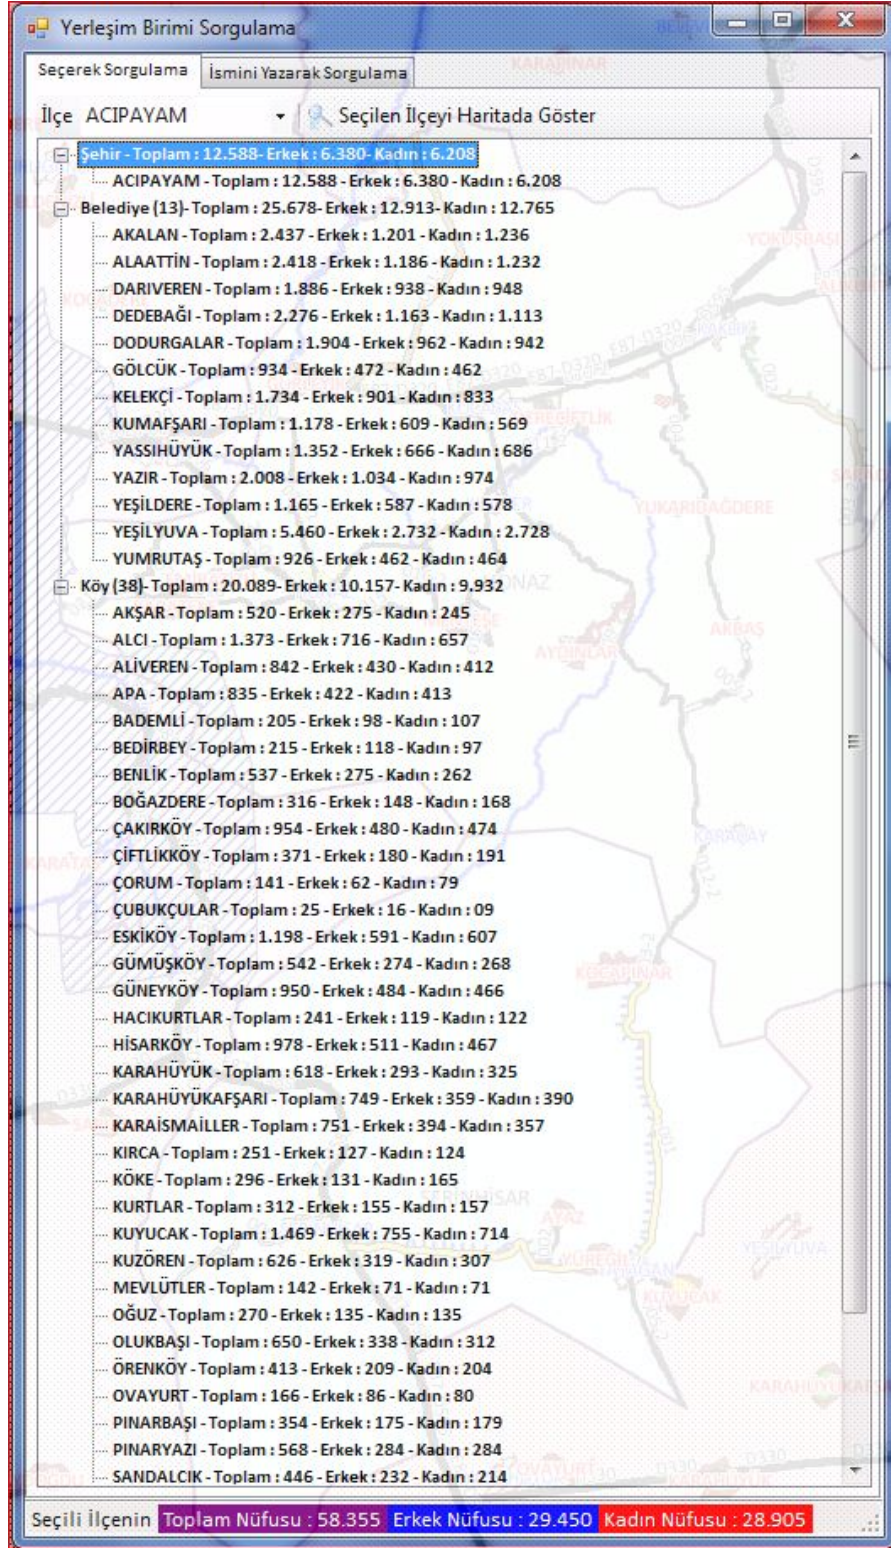 Yerleşim Birimi Sorgulama
Seçerek Sorgulama İsmini Yazarak Sorgulama
İlçe ACIPAYAM Seçilen İlçeyi Haritada Göster
Şehir - Toplam : 12.588- Erkek : 6.380- Kadın : 6.208
ACIPAYAM - Toplam : 12.588 - Erkek : 6.380 - Kadın : 6.208
Belediye (13)- Toplam : 25.678- Erkek : 12.913- Kadın : 12.765
AKALAN - Toplam : 2.437 - Erkek : 1.201 - Kadın : 1.236
ALAATTİN - Toplam : 2.418 - Erkek : 1.186 - Kadın : 1.232
DARIVEREN - Toplam : 1.886 - Erkek : 938 - Kadın : 948
DEDEBAĞI - Toplam : 2.276 - Erkek : 1.163 - Kadın : 1.113
DODURGALAR - Toplam : 1.904 - Erkek : 962 - Kadın : 942
GÖLCÜK - Toplam : 934 - Erkek : 472 - Kadın : 462
KELEKÇİ - Toplam : 1.734 - Erkek : 901 - Kadın : 833
KUMAFŞARI - Toplam : 1.178 - Erkek : 609 - Kadın : 569
YASSIHÜYÜK - Toplam : 1.352 - Erkek : 666 - Kadın : 686
YAZIR - Toplam : 2.008 - Erkek : 1.034 - Kadın : 974
YEŞİLDERE - Toplam : 1.165 - Erkek : 587 - Kadın : 578
YEŞİLYUVA - Toplam : 5.460 - Erkek : 2.732 - Kadın : 2.728
YUMRUTAŞ - Toplam : 926 - Erkek : 462 - Kadın : 464
Köy (38)- Toplam : 20.089- Erkek : 10.157- Kadın : 9.932
AKŞAR - Toplam : 520 - Erkek : 275 - Kadın : 245
ALCI - Toplam : 1.373 - Erkek : 716 - Kadın : 657
ALİVEREN - Toplam : 842 - Erkek : 430 - Kadın : 412
APA - Toplam : 835 - Erkek : 422 - Kadın : 413
BADEMLİ - Toplam : 205 - Erkek : 98 - Kadın : 107
BEDİRBEY - Toplam : 215 - Erkek : 118 - Kadın : 97
BENLİK - Toplam : 537 - Erkek : 275 - Kadın : 262
BOĞAZDERE - Toplam : 316 - Erkek : 148 - Kadın : 168
ÇAKIRKÖY - Toplam : 954 - Erkek : 480 - Kadın : 474
ÇİFTLİKKÖY - Toplam : 371 - Erkek : 180 - Kadın : 191
ÇORUM - Toplam : 141 - Erkek : 62 - Kadın : 79
ÇUBUKÇULAR - Toplam : 25 - Erkek : 16 - Kadın : 09
ESKİKÖY - Toplam : 1.198 - Erkek : 591 - Kadın : 607
GÜMÜŞKÖY - Toplam : 542 - Erkek : 274 - Kadın : 268
GÜNEYKÖY - Toplam : 950 - Erkek : 484 - Kadın : 466
HACIKURTLAR - Toplam : 241 - Erkek : 119 - Kadın : 122
HİSARKÖY - Toplam : 978 - Erkek : 511 - Kadın : 467
KARAHÜYÜK - Toplam : 618 - Erkek : 293 - Kadın : 325
KARAHÜYÜKAFŞARI - Toplam : 749 - Erkek : 359 - Kadın : 390
KARAİSMAİLLER - Toplam : 751 - Erkek : 394 - Kadın : 357
KIRCA - Toplam : 251 - Erkek : 127 - Kadın : 124
KÖKE - Toplam : 296 - Erkek : 131 - Kadın : 165
KURTLAR - Toplam : 312 - Erkek : 155 - Kadın : 157
KUYUCAK - Toplam : 1.469 - Erkek : 755 - Kadın : 714
KUZÖREN - Toplam : 626 - Erkek : 319 - Kadın : 307
MEVLÜTLER - Toplam : 142 - Erkek : 71 - Kadın : 71
OĞUZ - Toplam : 270 - Erkek : 135 - Kadın : 135
OLUKBAŞI - Toplam : 650 - Erkek : 338 - Kadın : 312
ÖRENKÖY - Toplam : 413 - Erkek : 209 - Kadın : 204
OVAYURT - Toplam : 166 - Erkek : 86 - Kadın : 80
PINARBAŞI - Toplam : 354 - Erkek : 175 - Kadın : 179
PINARYAZI - Toplam : 568 - Erkek : 284 - Kadın : 284
SANDALCIK - Toplam : 446 - Erkek : 232 - Kadın : 214
Seçili İlçenin Toplam Nüfusu : 58.355 Erkek Nüfusu : 29.450 Kadın Nüfusu : 28.905